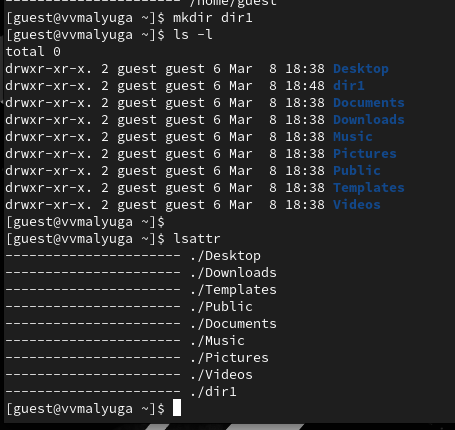 ---------------------- /home/guest
[guest@vvmalyuga ~]$ mkdir dir1
[guest@vvmalyuga ~]$ ls -l
total 0
drwxr-xr-x. 2 guest guest 6 Mar  8 18:38 Desktop
drwxr-xr-x. 2 guest guest 6 Mar  8 18:48 dir1
drwxr-xr-x. 2 guest guest 6 Mar  8 18:38 Documents
drwxr-xr-x. 2 guest guest 6 Mar  8 18:38 Downloads
drwxr-xr-x. 2 guest guest 6 Mar  8 18:38 Music
drwxr-xr-x. 2 guest guest 6 Mar  8 18:38 Pictures
drwxr-xr-x. 2 guest guest 6 Mar  8 18:38 Public
drwxr-xr-x. 2 guest guest 6 Mar  8 18:38 Templates
drwxr-xr-x. 2 guest guest 6 Mar  8 18:38 Videos
[guest@vvmalyuga ~]$
[guest@vvmalyuga ~]$ lsattr
---------------------- ./Desktop
---------------------- ./Downloads
---------------------- ./Templates
---------------------- ./Public
---------------------- ./Documents
---------------------- ./Music
---------------------- ./Pictures
---------------------- ./Videos
---------------------- ./dir1
[guest@vvmalyuga ~]$